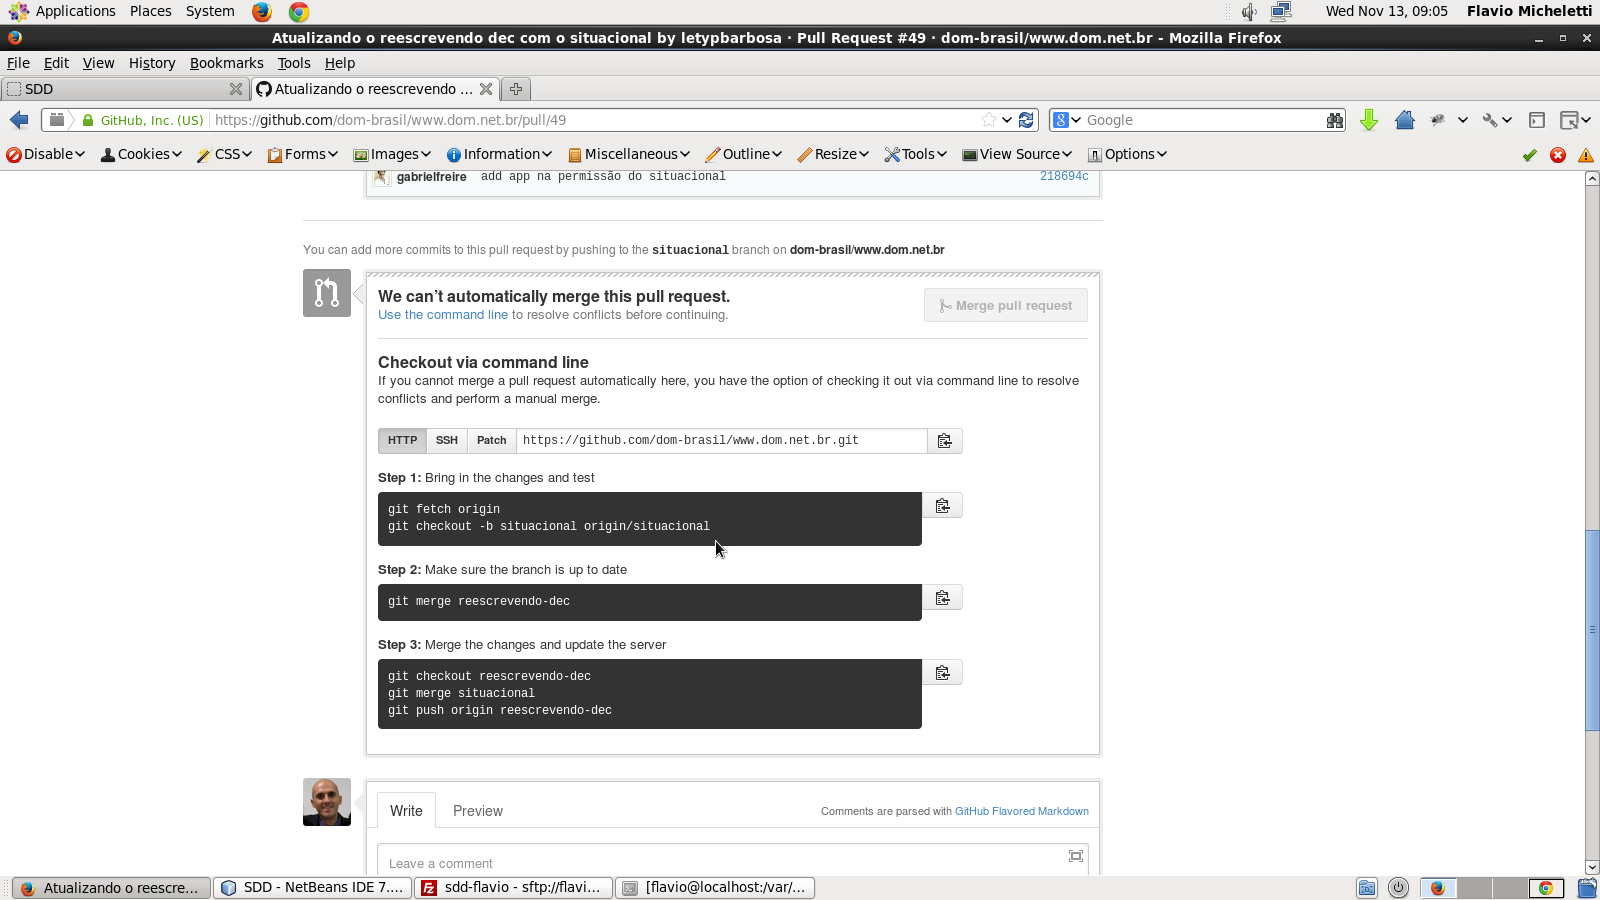 Applications Places System Wed Nov 13, 09:05 Flavio Micheletti
Atualizando o reescrevendo dec com o situacional by letypbarbosa · Pull Request #49 · dom-brasil/www.dom.net.br - Mozilla Firefox
File Edit View History Bookmarks Tools Help
SDD Atualizando o reescrevendo ...
GitHub, Inc. (US) https://github.com/dom-brasil/www.dom.net.br/pull/49 8 Google
Disable Cookies CSS Forms Images Information Miscellaneous Outline Resize Tools View Source Options
gabrielfreire add app na permissão do situacional 218694c
You can add more commits to this pull request by pushing to the situacional branch on dom-brasil/www.dom.net.br
We can't automatically merge this pull request.
Merge pull request
Use the command line to resolve conflicts before continuing.
Checkout via command line
If you cannot merge a pull request automatically here, you have the option of checking it out via command line to resolve
conflicts and perform a manual merge.
HTTP SSH Patch https://github.com/dom-brasil/www.dom.net.br.git
Step 1: Bring in the changes and test
git fetch origin
git checkout -b situacional origin/situacional
Step 2: Make sure the branch is up to date
git merge reescrevendo-dec
Step 3: Merge the changes and update the server
git checkout reescrevendo-dec
git merge situacional
git push origin reescrevendo-dec
Write Preview Comments are parsed with GitHub Flavored Markdown
Leave a comment
Atualizando o reescre... SDD - NetBeans IDE 7.... Fz sdd-flavio - sftp://flavi... [flavio@localhost:/var/...